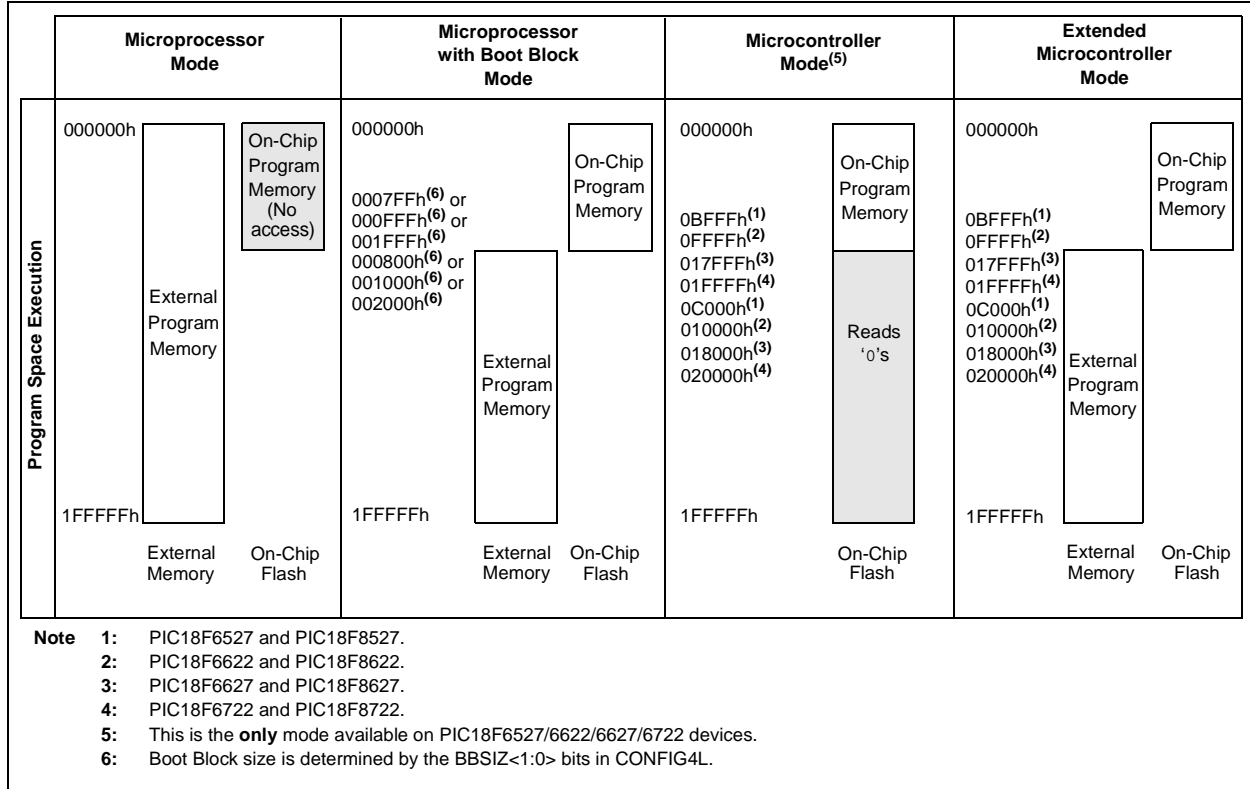 Microprocessor
Mode
Microprocessor
with Boot Block
Mode
Microcontroller
Mode(5)
Extended
Microcontroller
Mode
Program Space Execution
000000h
External
Program
Memory
1FFFFFh
On-Chip
Program
Memory
(No
access)
External
Memory
On-Chip
Flash
000000h
0007FFh(6) or
000FFFh(6) or
001FFFh(6)
000800h(6) or
001000h(6) or
002000h(6)
1FFFFFh
On-Chip
Program
Memory
External
Program
Memory
External
Memory
On-Chip
Flash
000000h
0BFFFh(1)
0FFFFh(2)
017FFFh(3)
01FFFFh(4)
0C000h(1)
010000h(2)
018000h(3)
020000h(4)
1FFFFFh
On-Chip
Program
Memory
Reads
‘0’s
On-Chip
Flash
000000h
0BFFFh(1)
0FFFFh(2)
017FFFh(3)
01FFFFh(4)
0C000h(1)
010000h(2)
018000h(3)
020000h(4)
1FFFFFh
On-Chip
Program
Memory
External
Program
Memory
External
Memory
On-Chip
Flash
Note 1: PIC18F6527 and PIC18F8527.
2: PIC18F6622 and PIC18F8622.
3: PIC18F6627 and PIC18F8627.
4: PIC18F6722 and PIC18F8722.
5: This is the only mode available on PIC18F6527/6622/6627/6722 devices.
6: Boot Block size is determined by the BBSIZ<1:0> bits in CONFIG4L.